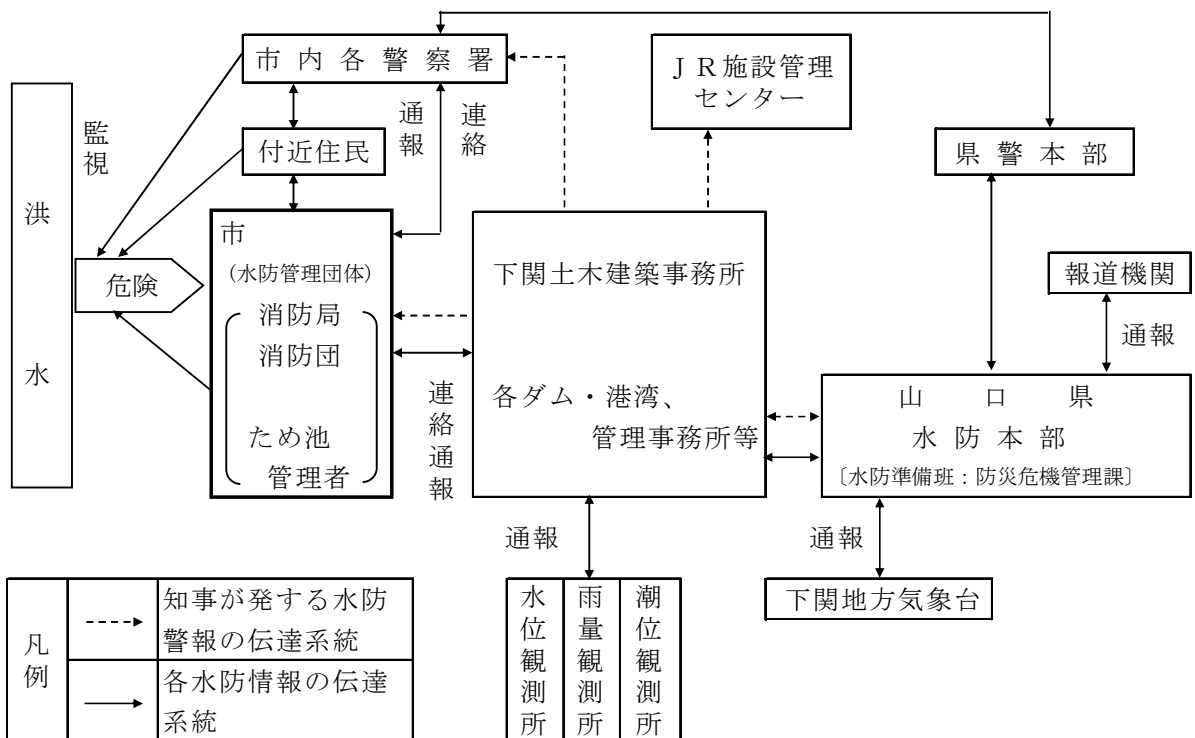 市内各警察署
ＪＲ施設管理
センター
監視
通報
連絡
付近住民
県警本部
洪水
市
(水防管理団体)
消防局
消防団
ため池
管理者
危険
下関土木建築事務所
各ダム・港湾、
管理事務所等
連絡通報
報道機関
通報
山口県
水防本部
〔水防準備班：防災危機管理課〕
通報
通報
下関地方気象台
水位観測所
雨量観測所
潮位観測所
凡例
知事が発する水防
警報の伝達系統
各水防情報の伝達
系統